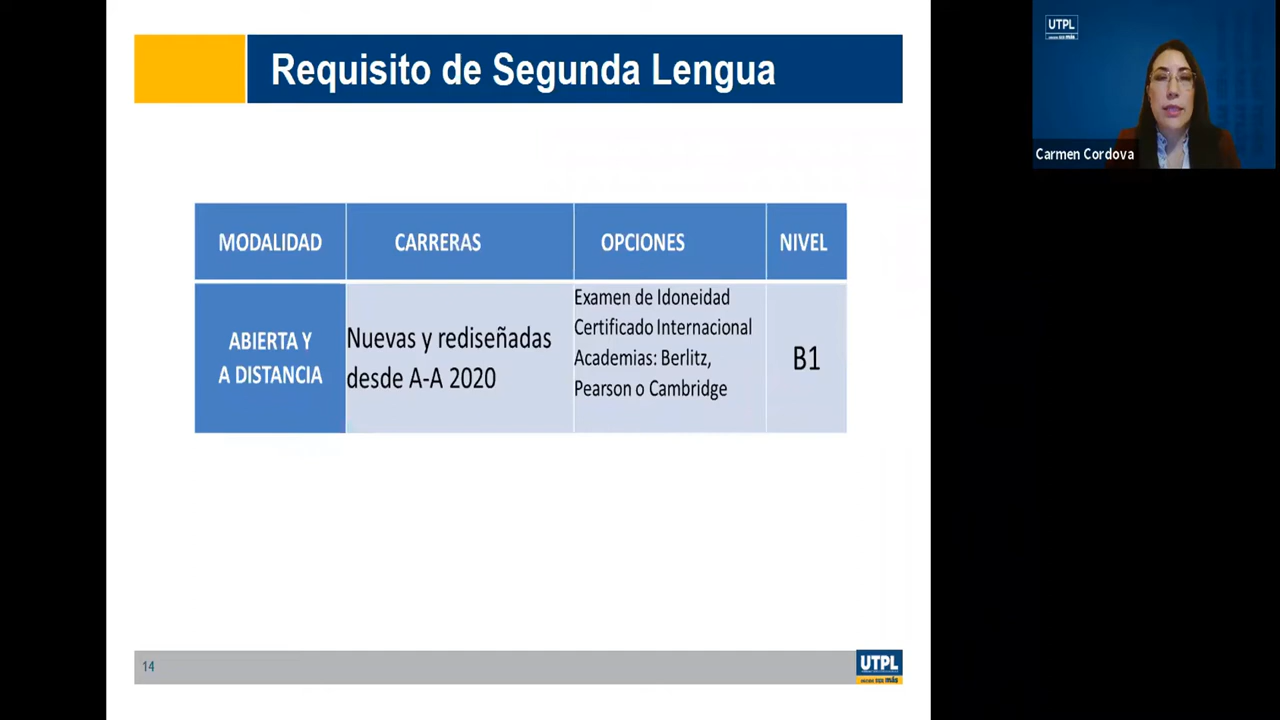 Requisito de Segunda Lengua
MODALIDAD
CARRERAS
OPCIONES
NIVEL
ABIERTA Y
A DISTANCIA
Nuevas y rediseñadas
desde A-A 2020
Examen de Idoneidad
Certificado Internacional
Academias: Berlitz,
Pearson o Cambridge
B1
14
UTPL
UTPL
Carmen Cordova